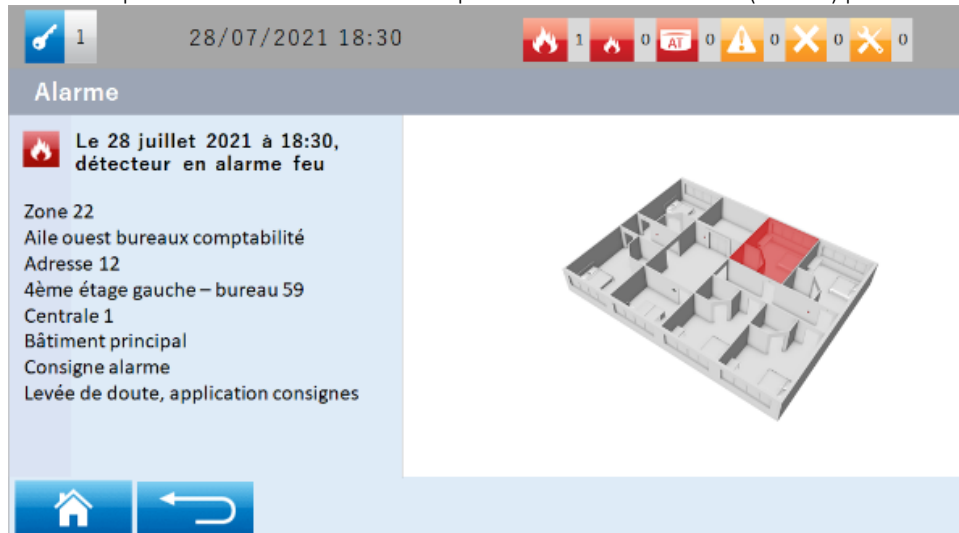 1 28/07/2021 18:30 1 0 AT 0 0 0 0
Alarme
Le 28 juillet 2021 à 18:30,
détecteur en alarme feu
Zone 22
Aile ouest bureaux comptabilité
Adresse 12
4ème étage gauche – bureau 59
Centrale 1
Bâtiment principal
Consigne alarme
Levée de doute, application consignes